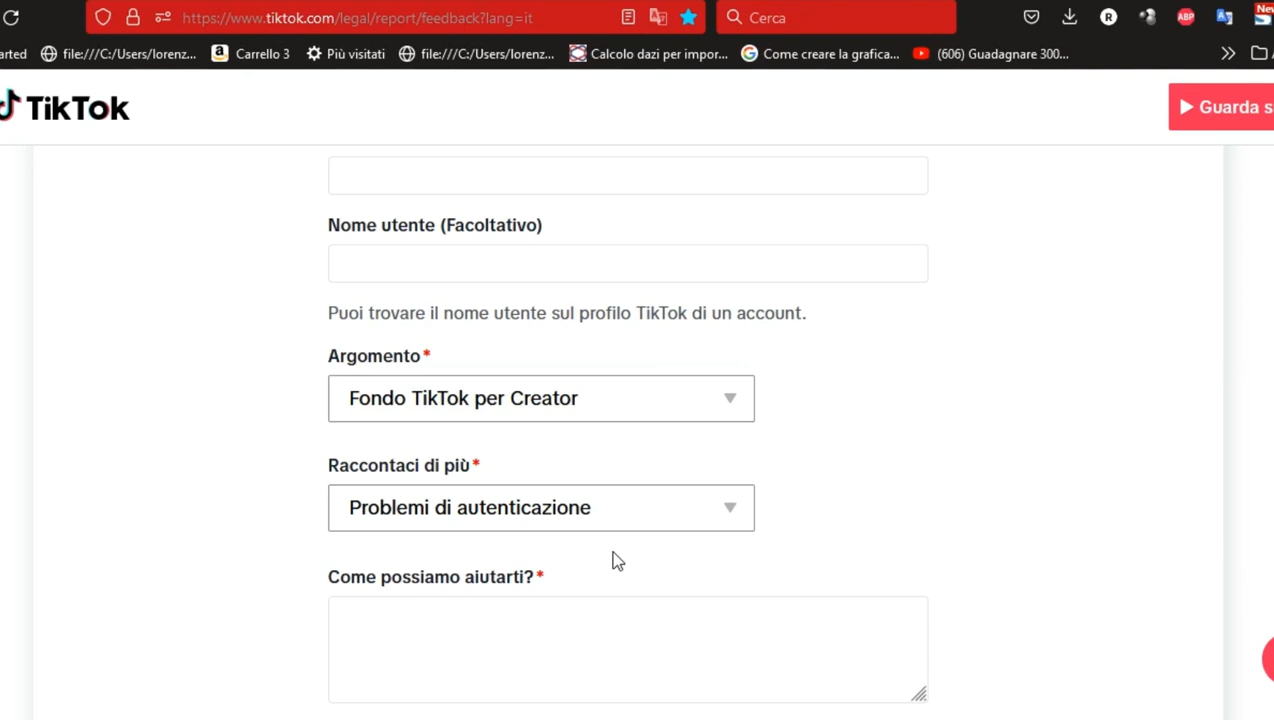 https://www.tiktok.com/legal/report/feedback?lang=it
Cerca
R
ABP
New
arted
file:///C:/Users/lorenz...
Carrello 3
Più visitati
file:///C:/Users/lorenz...
Calcolo dazi per impor...
Come creare la grafica...
(606) Guadagnare 300...
TikTok
Guarda s
Nome utente (Facoltativo)
Puoi trovare il nome utente sul profilo TikTok di un account.
Argomento*
Fondo TikTok per Creator
Raccontaci di più*
Problemi di autenticazione
Come possiamo aiutarti?*